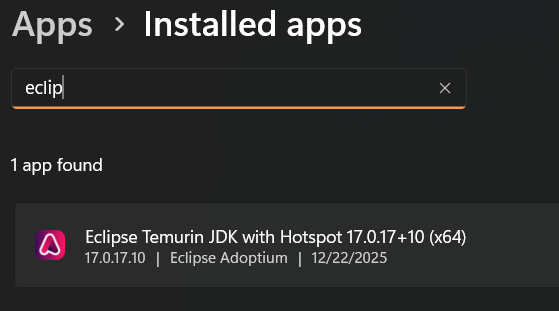 Apps > Installed apps
eclip
1 app found
Eclipse Temurin JDK with Hotspot 17.0.17+10 (x64)
17.0.17.10 | Eclipse Adoptium | 12/22/2025